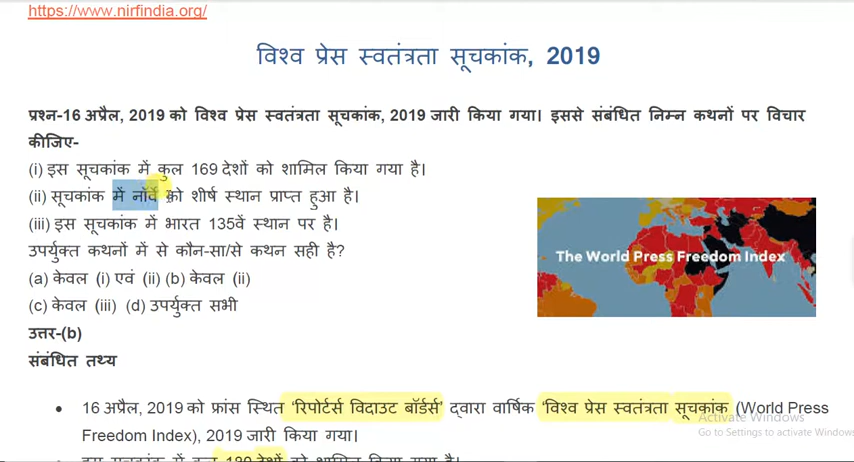 https://www.nirfindia.org/
विश्व प्रेस स्वतंत्रता सूचकांक, 2019
प्रश्न-16 अप्रैल, 2019 को विश्व प्रेस स्वतंत्रता सूचकांक, 2019 जारी किया गया। इससे संबंधित निम्न कथनों पर विचार
कीजिए-
(i) इस सूचकांक में कुल 169 देशों को शामिल किया गया है।
(ii) सूचकांक में नॉर्वे को शीर्ष स्थान प्राप्त हुआ है।
(iii) इस सूचकांक में भारत 135वें स्थान पर है।
उपर्युक्त कथनों में से कौन-सा/से कथन सही है?
(a) केवल (i) एवं (ii) (b) केवल (ii)
(c) केवल (iii) (d) उपर्युक्त सभी
उत्तर-(b)
The World Press Freedom Index
संबंधित तथ्य
• 16 अप्रैल, 2019 को फ्रांस स्थित 'रिपोर्टर्स विदाउट बॉर्डर्स' द्वारा वार्षिक 'विश्व प्रेस स्वतंत्रता सूचकांक (World Press
Freedom Index), 2019 जारी किया गया।
Activate Windows
Go to Settings to activate Windows
• इस सूचकांक में कुल 180 देशों को शामिल किया गया है।